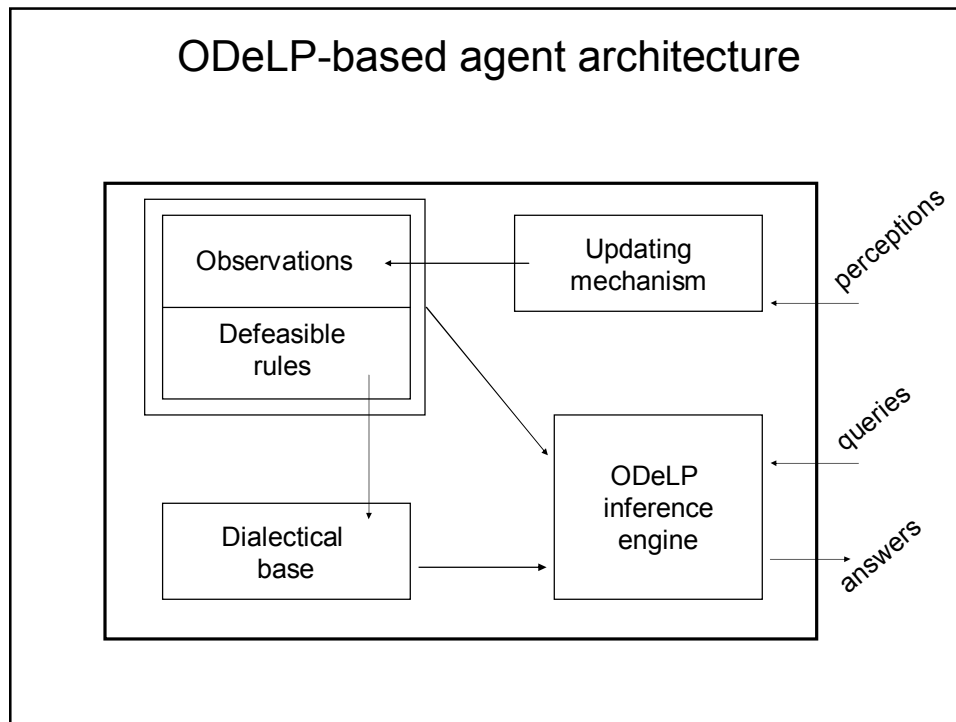 ODeLP-based agent architecture
Observations
Defeasible
rules
Updating
mechanism
perceptions
queries
ODeLP
inference
engine
answers
Dialectical
base